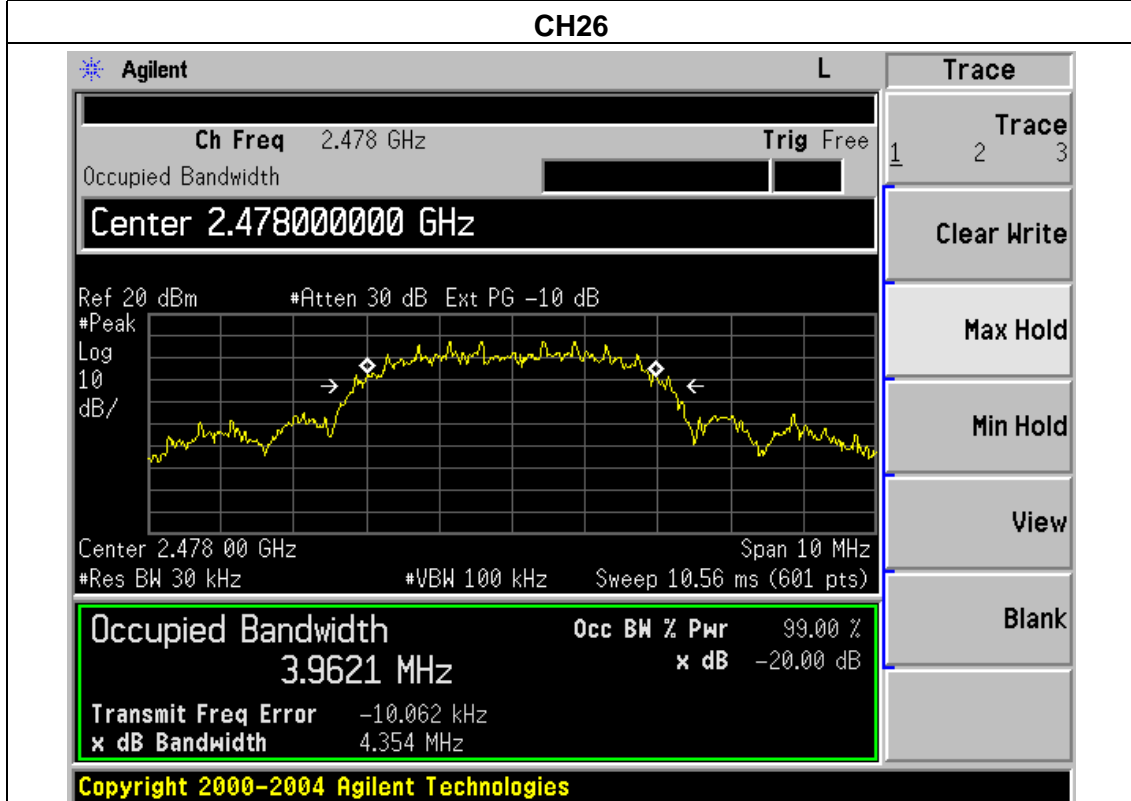 CH26
Agilent L Trace
Ch Freq 2.478 GHz Trig Free
Occupied Bandwidth
Center 2.478000000 GHz
Ref 20 dBm #Atten 30 dB Ext PG -10 dB
#Peak
Log
10
dB/
Center 2.478 00 GHz Span 10 MHz
#Res BW 30 kHz #VBW 100 kHz Sweep 10.56 ms (601 pts)
Occupied Bandwidth Occ BW % Pwr 99.00 %
3.9621 MHz x dB -20.00 dB
Transmit Freq Error -10.062 kHz
x dB Bandwidth 4.354 MHz
Copyright 2000-2004 Agilent Technologies
Trace
1 2 3
Clear Write
Max Hold
Min Hold
View
Blank